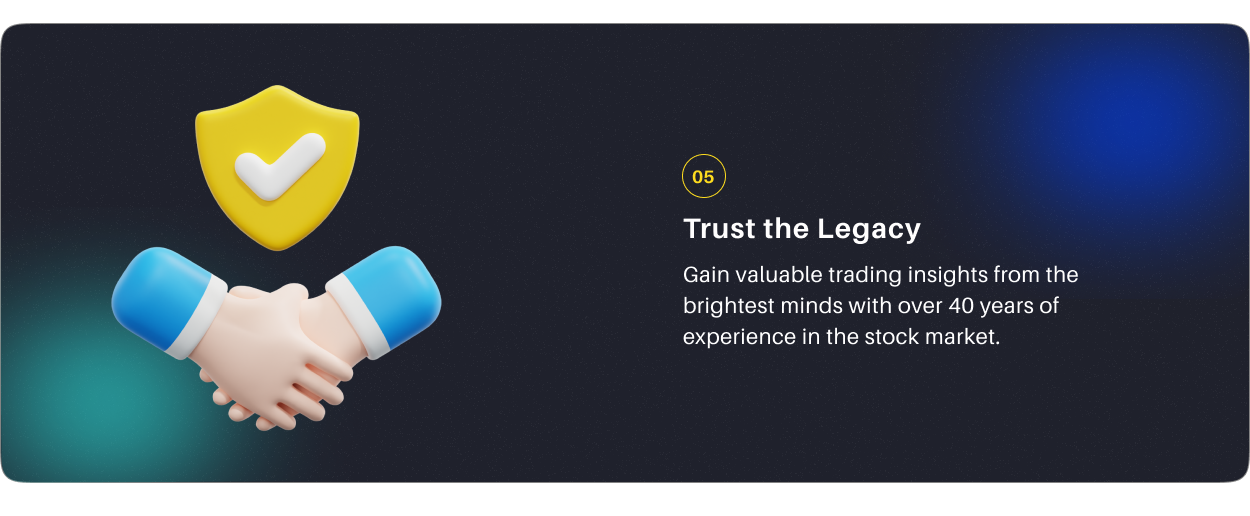 05
Trust the Legacy
Gain valuable trading insights from the
brightest minds with over 40 years of
experience in the stock market.